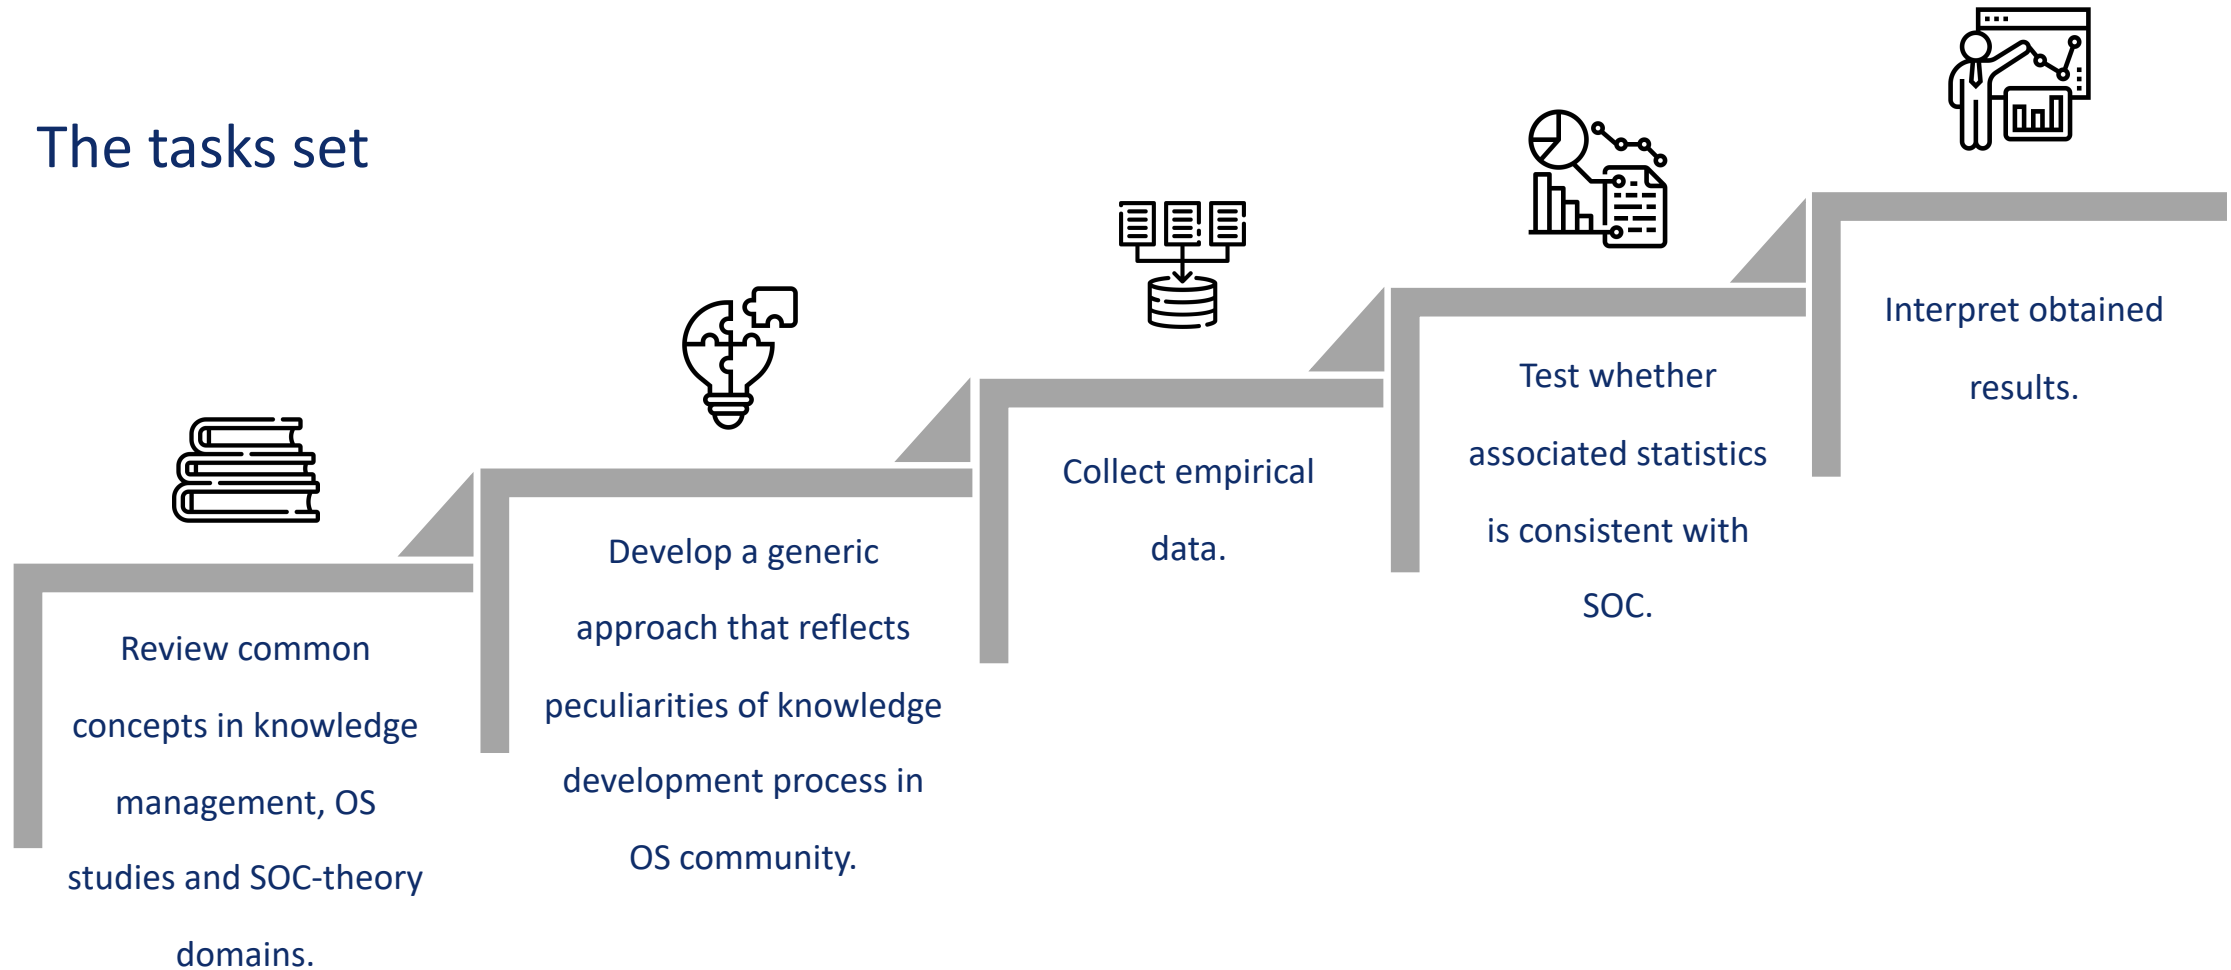 The tasks set
Review common
concepts in knowledge
management, OS
studies and SOC-theory
domains.
Develop a generic
approach that reflects
peculiarities of knowledge
development process in
OS community.
Collect empirical
data.
Test whether
associated statistics
is consistent with
SOC.
Interpret obtained
results.